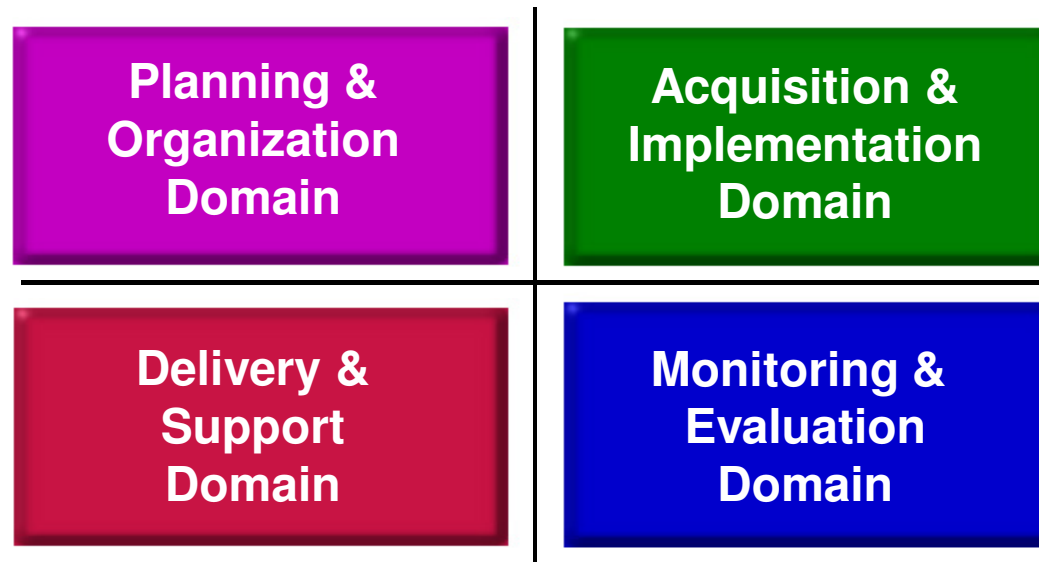 Planning &
Organization
Domain
Acquisition &
Implementation
Domain
Delivery &
Support
Domain
Monitoring &
Evaluation
Domain